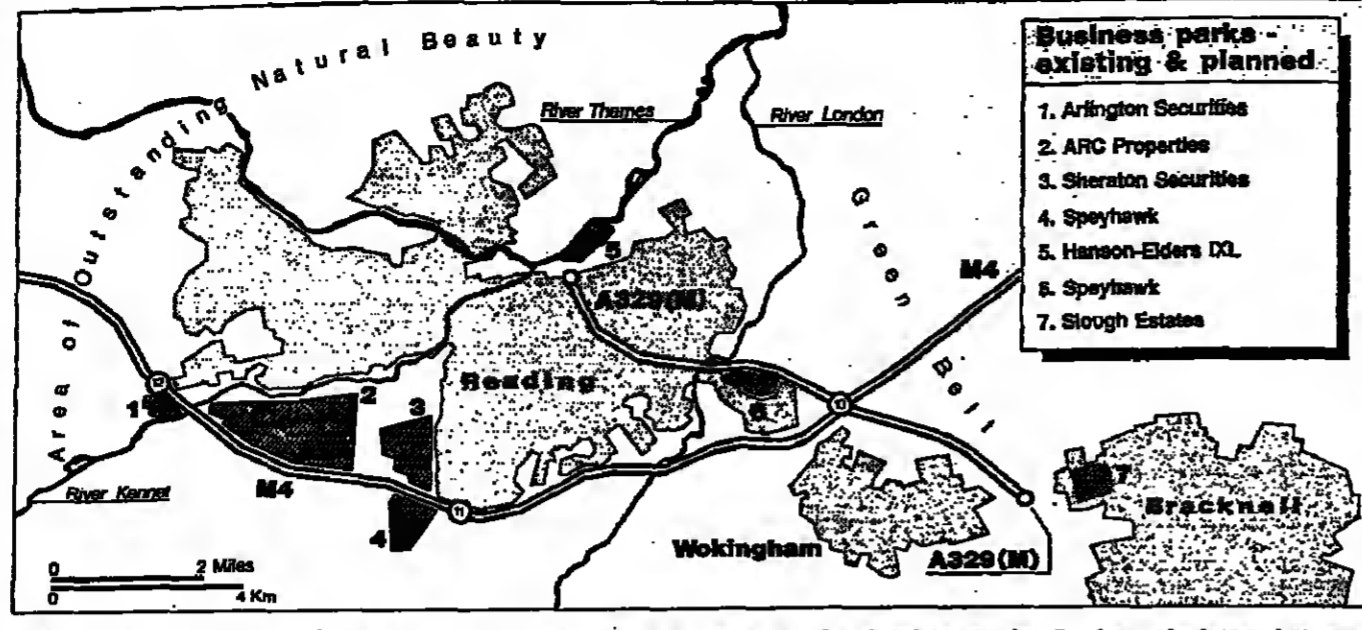 Area of Outstanding Natural Beauty
River Thames
River London
Green Belt
M4
A329(M)
5
Reading
12
1
2
3
6
10
M4
11
4
River Kennet
7
Bracknell
Wokingham
A329(M)
0 2 Miles
0 4 Km
Business parks -
existing & planned
1. Arlington Securities
2. ARC Properties
3. Sheraton Securities
4. Speyhawk
5. Hanson-Elders IXL
6. Speyhawk
7. Slough Estates